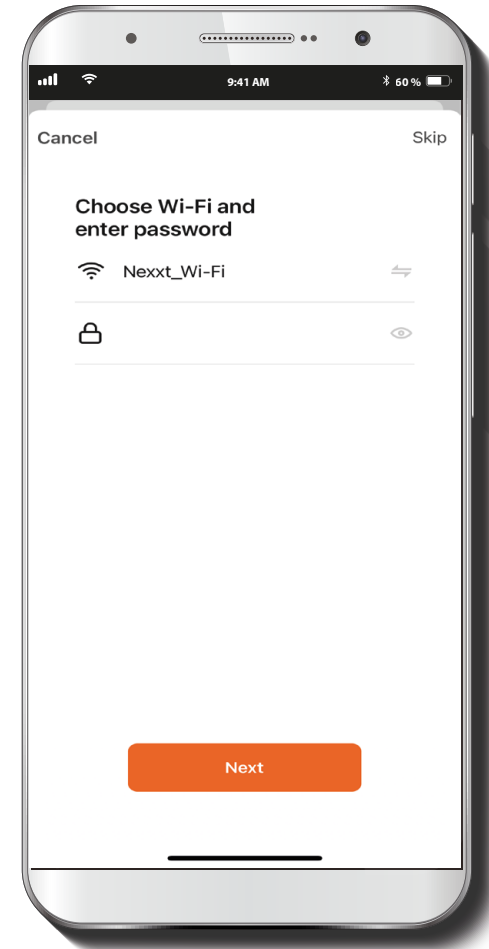 9:41 AM
60 %
Cancel
Skip
Choose Wi-Fi and
enter password
Nexxt_Wi-Fi
Next